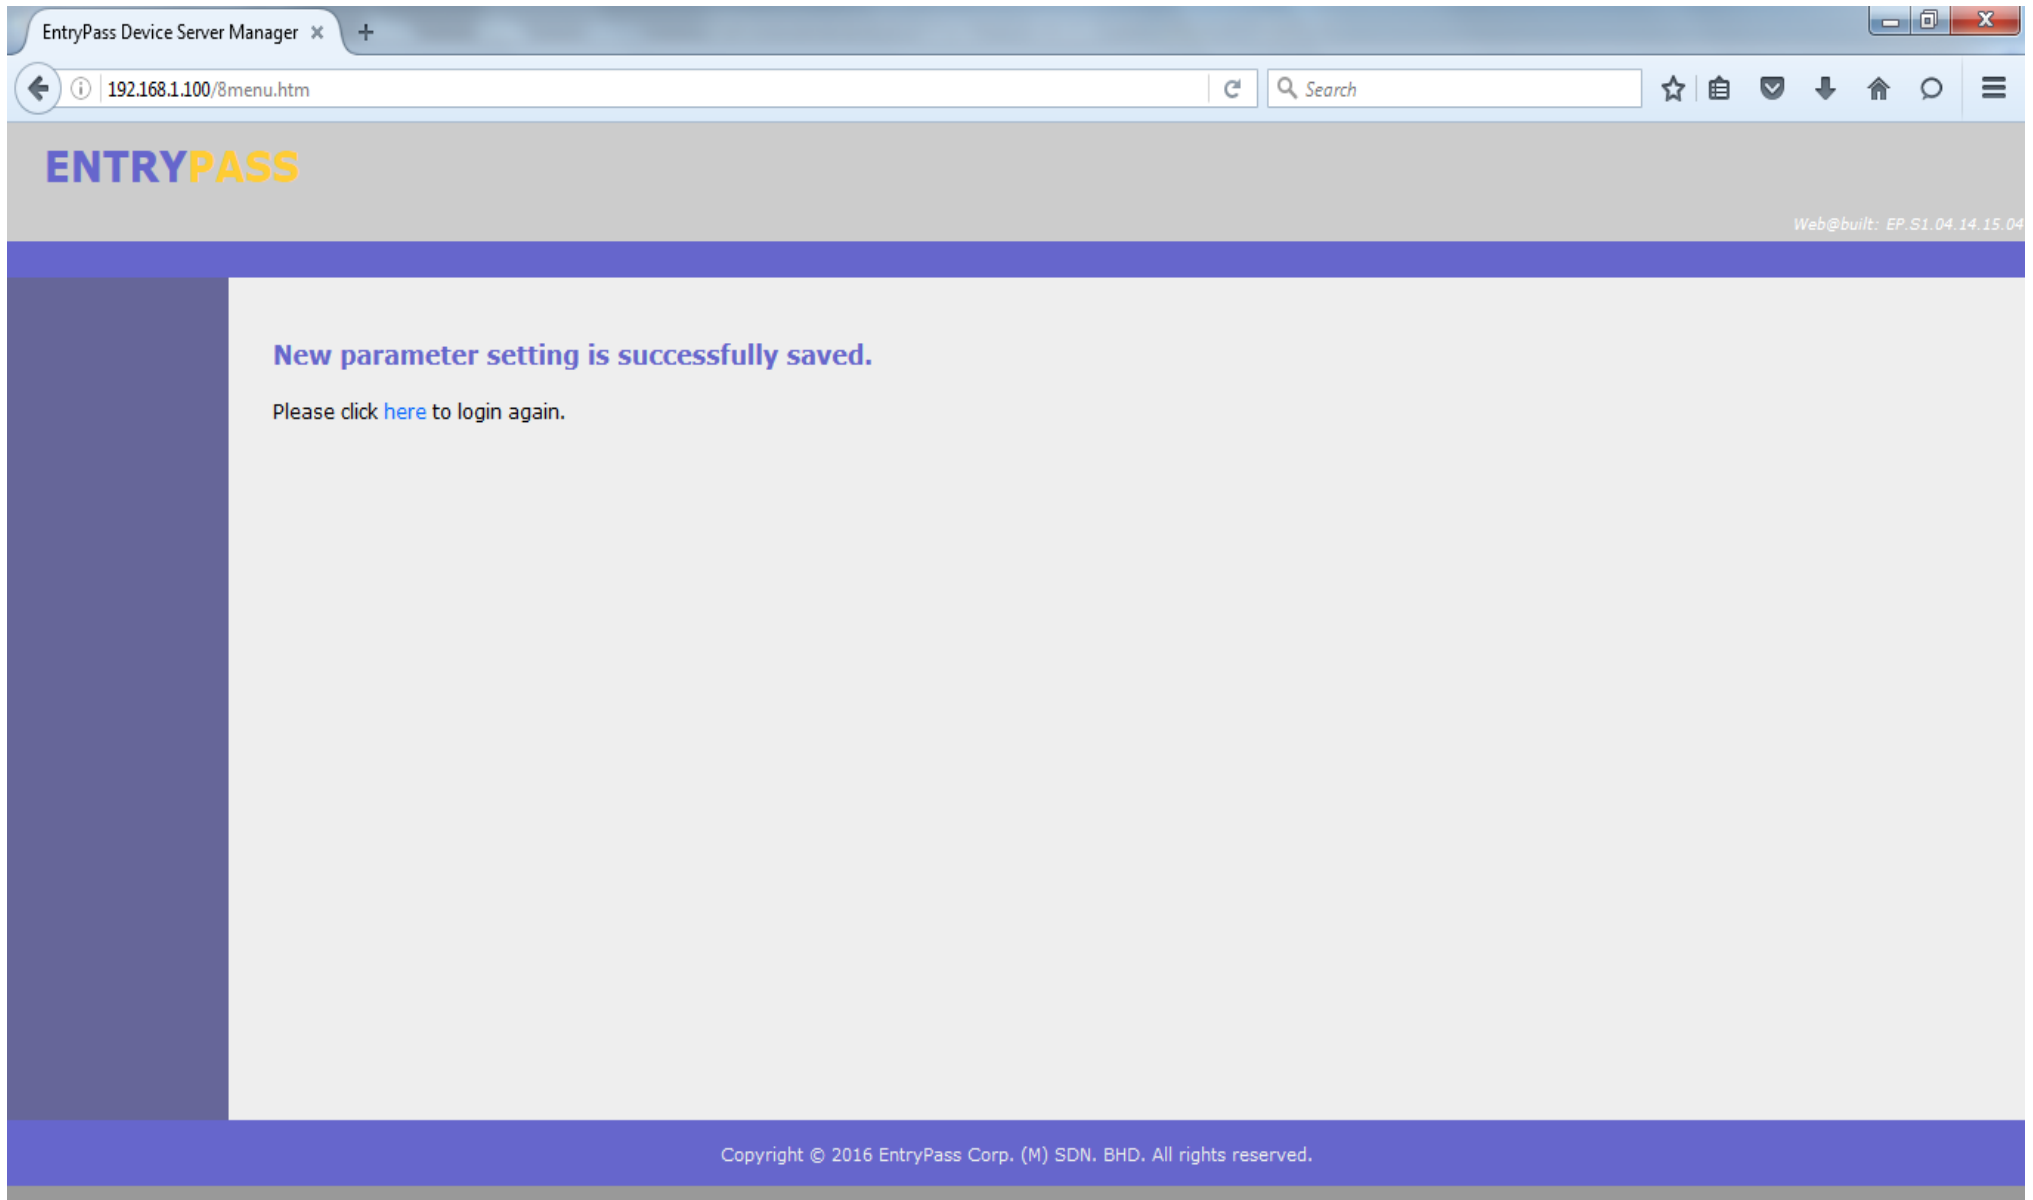 EntryPass Device Server Manager
192.168.1.100/8menu.htm
Search
ENTRYPASS
Web@built: EP.S1.04.14.15.04
New parameter setting is successfully saved.
Please click here to login again.
Copyright © 2016 EntryPass Corp. (M) SDN. BHD. All rights reserved.